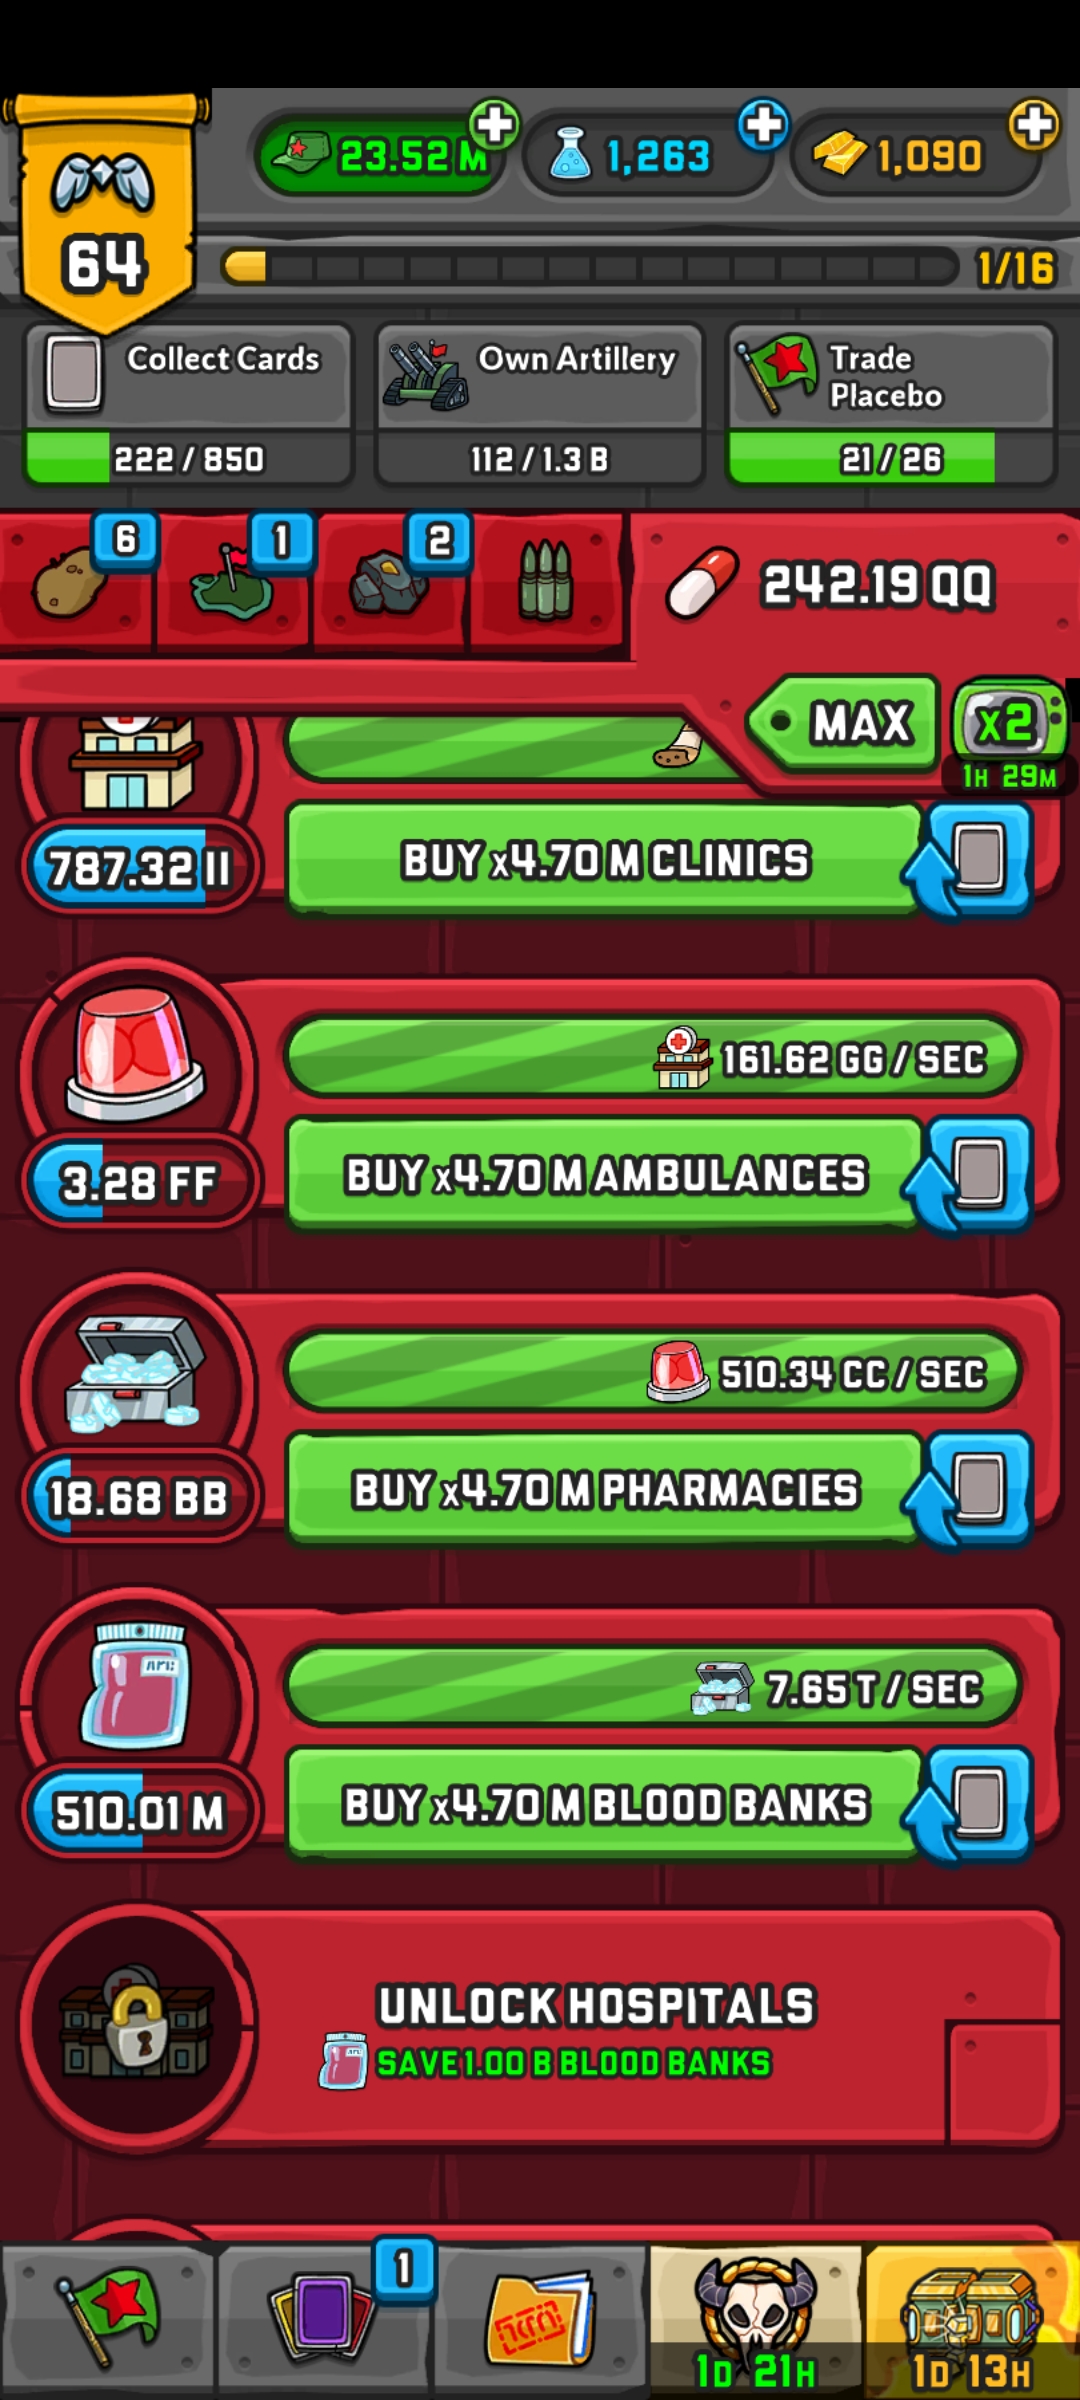 23.52 M
1,263
1,090
64
1/16
Collect Cards
222 / 850
Own Artillery
112 / 1.3 B
Trade
Placebo
21 / 26
6
1
2
242.19 QQ
MAX
X2
1H 29M
787.32 II
BUY x4.70 M CLINICS
161.62 GG / SEC
3.28 FF
BUY x4.70 M AMBULANCES
510.34 CC / SEC
18.68 BB
BUY x4.70 M PHARMACIES
7.65 T / SEC
510.01 M
BUY x4.70 M BLOOD BANKS
UNLOCK HOSPITALS
SAVE 1.00 B BLOOD BANKS
1
1D 21H
1D 13H